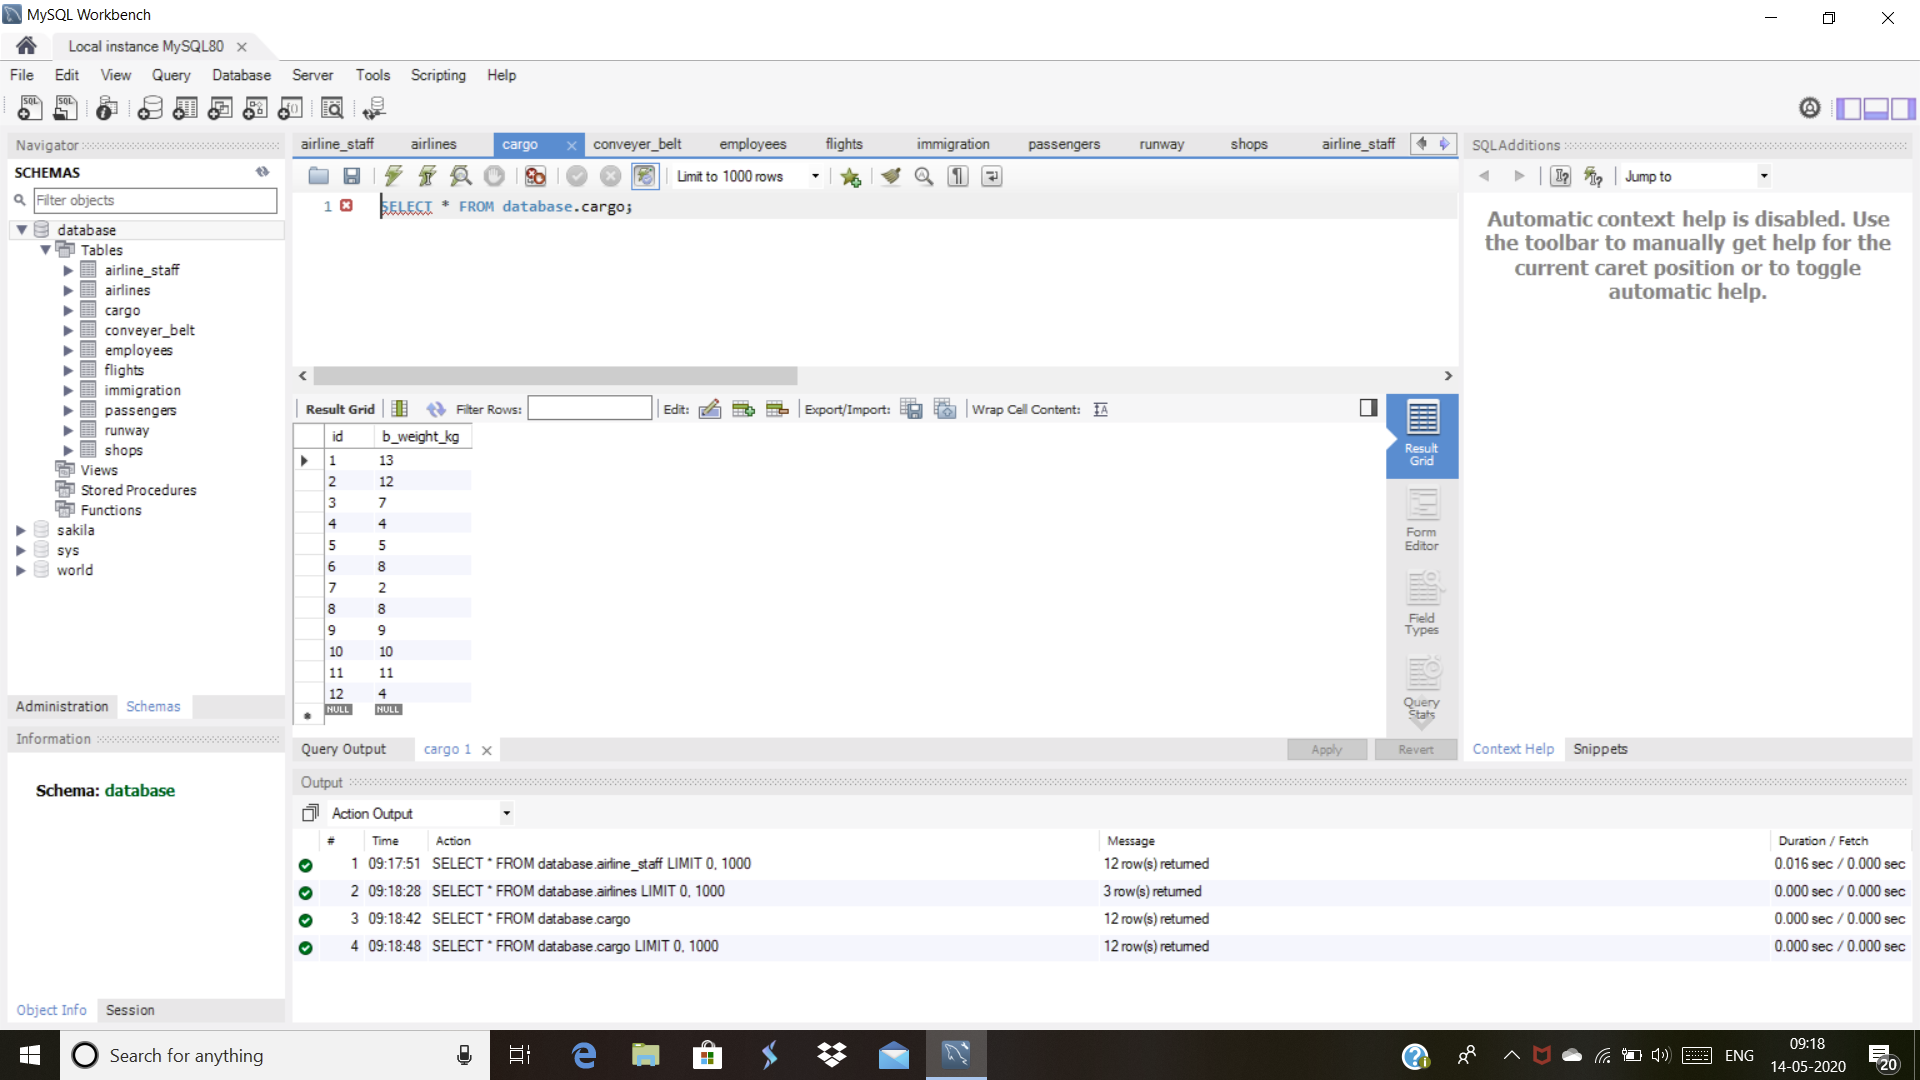 MySQL Workbench
Local instance MySQL80
File Edit View Query Database Server Tools Scripting Help
Navigator
SCHEMAS
Filter objects
database
Tables
airline_staff
airlines
cargo
conveyer_belt
employees
flights
immigration
passengers
runway
shops
Views
Stored Procedures
Functions
sakila
sys
world
Administration Schemas
Information
Schema: database
Object Info Session
airline_staff airlines cargo conveyer_belt employees flights immigration passengers runway shops airline_staff
Limit to 1000 rows
1 SELECT * FROM database.cargo;
Result Grid Filter Rows: Edit: Export/Import: Wrap Cell Content:
id b_weight_kg
1 13
2 12
3 7
4 4
5 5
6 8
7 2
8 8
9 9
10 10
11 11
12 4
NULL NULL
Result
Grid
Form
Editor
Field
Types
Query
Stats
Query Output cargo 1 Apply Revert
SQLAdditions
Jump to
Automatic context help is disabled. Use
the toolbar to manually get help for the
current caret position or to toggle
automatic help.
Context Help Snippets
Output
Action Output
# Time Action Message Duration / Fetch
1 09:17:51 SELECT * FROM database.airline_staff LIMIT 0, 1000 12 row(s) returned 0.016 sec / 0.000 sec
2 09:18:28 SELECT * FROM database.airlines LIMIT 0, 1000 3 row(s) returned 0.000 sec / 0.000 sec
3 09:18:42 SELECT * FROM database.cargo 12 row(s) returned 0.000 sec / 0.000 sec
4 09:18:48 SELECT * FROM database.cargo LIMIT 0, 1000 12 row(s) returned 0.000 sec / 0.000 sec
Search for anything
ENG
09:18
14-05-2020
20